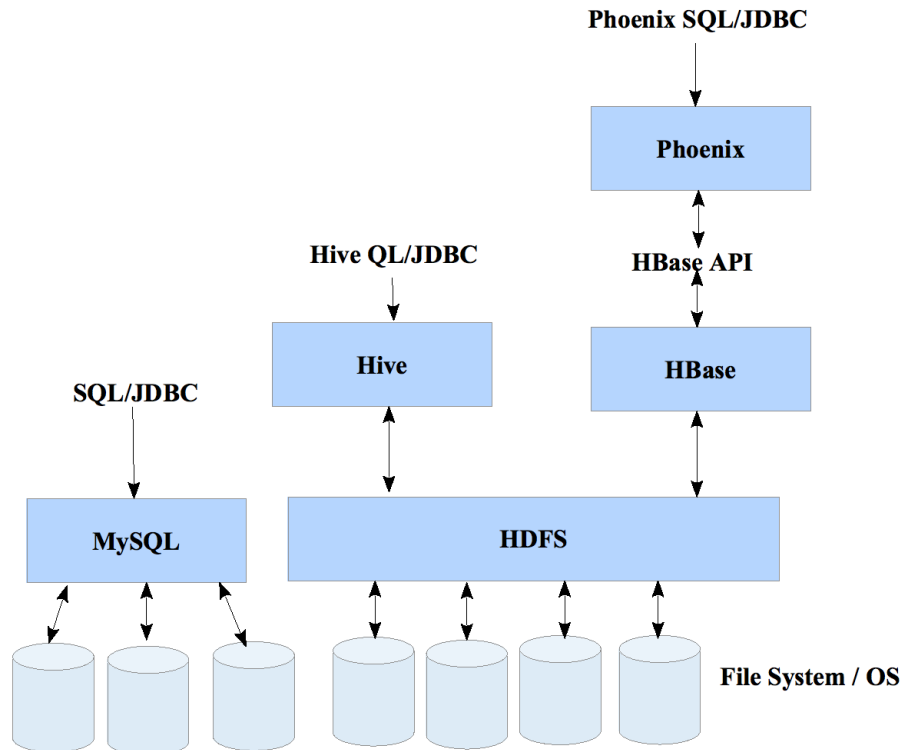 Phoenix SQL/JDBC
Phoenix
Hive QL/JDBC
HBase API
Hive
HBase
SQL/JDBC
MySQL
HDFS
File System / OS